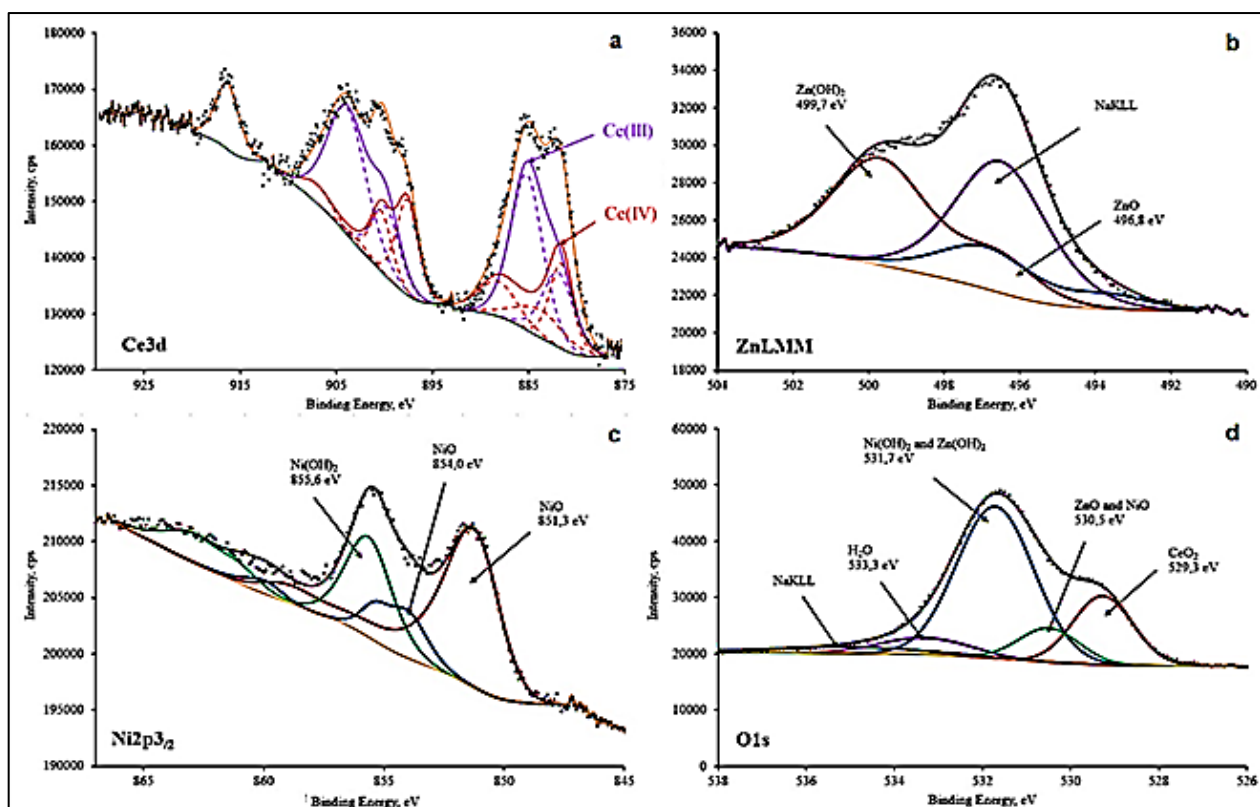 a
180000
170000
160000
150000
140000
130000
120000
Intensity, cps
Ce(III)
Ce(IV)
Ce3d
925
915
905
895
885
875
Binding Energy, eV
b
36000
34000
32000
30000
28000
26000
24000
22000
20000
18000
Intensity, cps
Zn(OH)₂
499,7 eV
NaKLL
ZnO
496,8 eV
ZnLMM
504
502
500
498
496
494
492
490
Binding Energy, eV
c
220000
215000
210000
205000
200000
195000
190000
Intensity, cps
Ni(OH)₂
855,6 eV
NiO
854,0 eV
NiO
851,3 eV
Ni2p3/2
865
860
855
850
845
Binding Energy, eV
d
60000
50000
40000
30000
20000
10000
0
Intensity, cps
Ni(OH)₂ and Zn(OH)₂
531,7 eV
ZnO and NiO
530,5 eV
H₂O
533,3 eV
CeO₂
529,3 eV
NaKLL
O1s
538
536
534
532
530
528
526
Binding Energy, eV